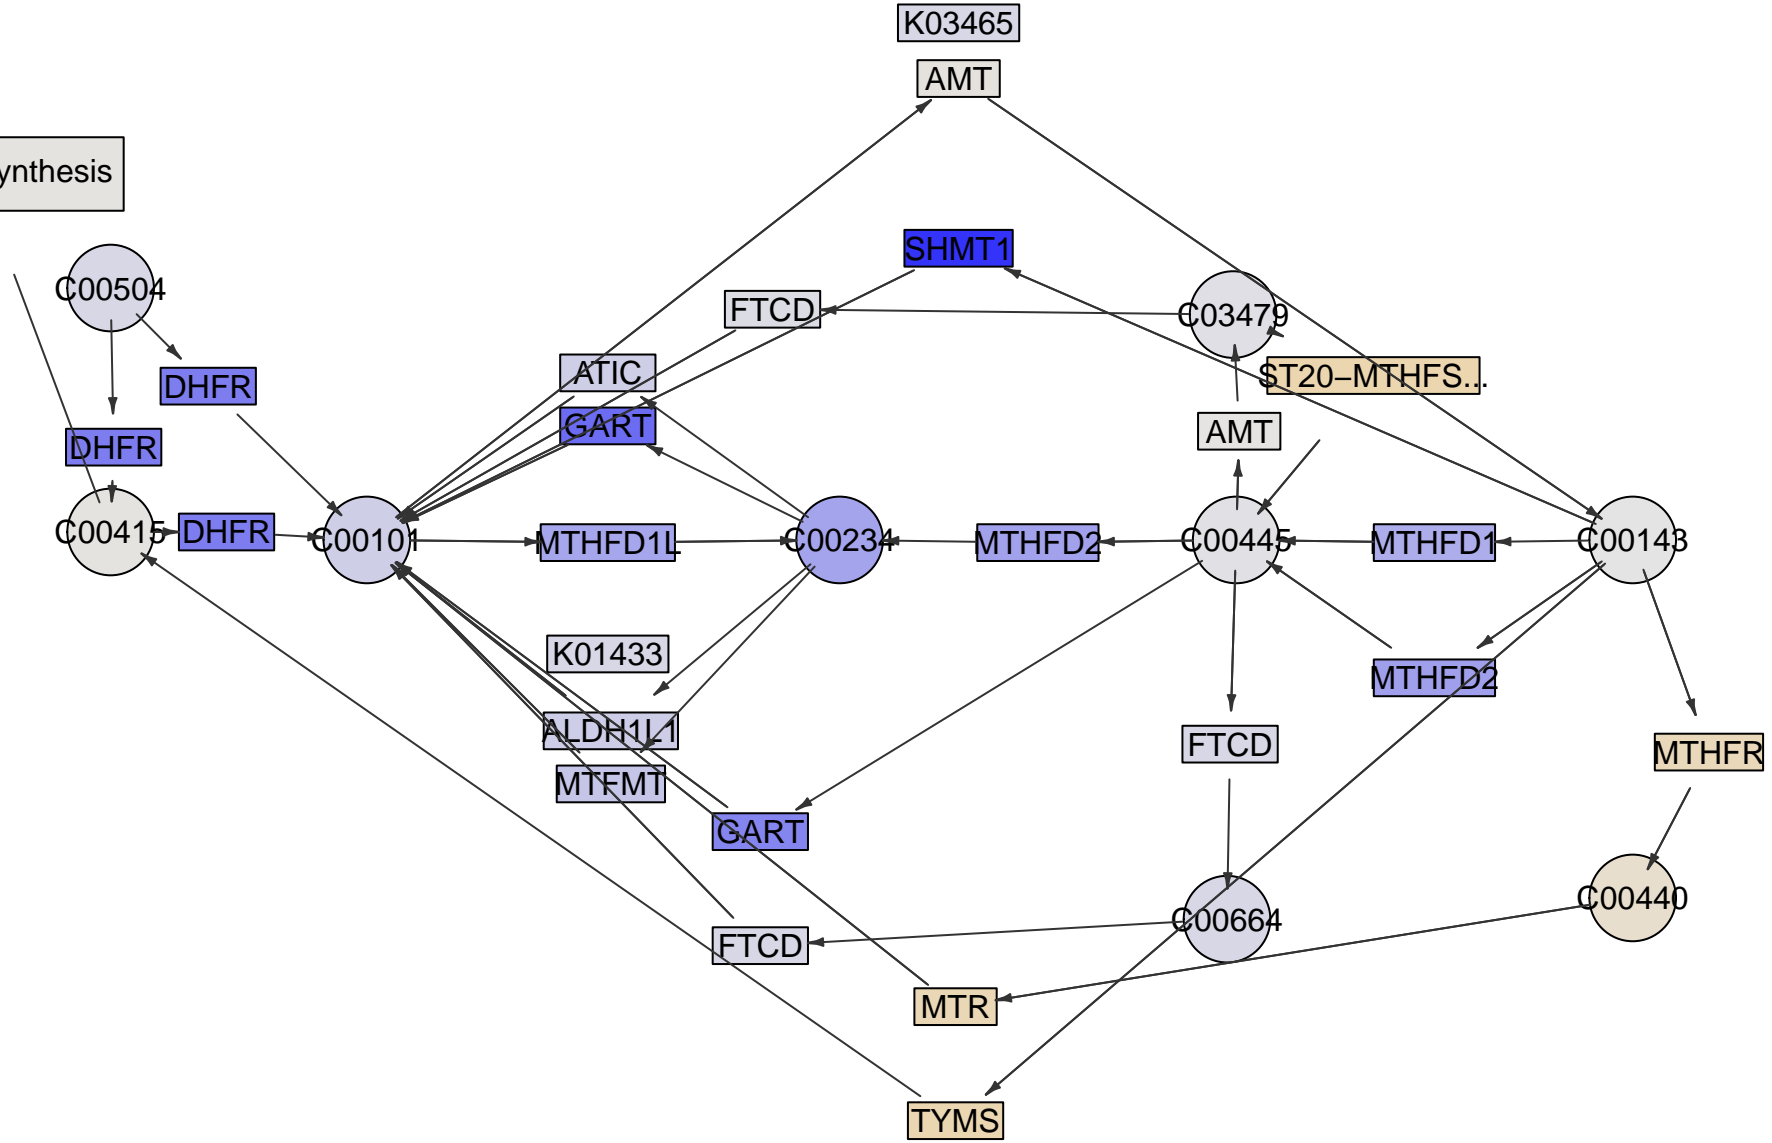 K03465
AMT
ynthesis
SHMT1
C00504
FTCD
C03479
ATIC
ST20−MTHFS...
DHFR
GART
AMT
DHFR
C00415
DHFR
C00101
MTHFD1L
C00234
MTHFD2
C00445
MTHFD1
C00143
K01433
MTHFD2
ALDH1L1
FTCD
MTHFR
MTFMT
GART
C00440
C00664
FTCD
MTR
TYMS